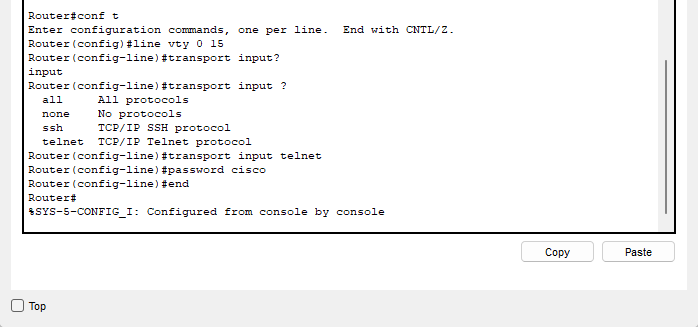 Router#conf t
Enter configuration commands, one per line.  End with CNTL/Z.
Router(config)#line vty 0 15
Router(config-line)#transport input?
input
Router(config-line)#transport input ?
  all     All protocols
  none    No protocols
  ssh     TCP/IP SSH protocol
  telnet  TCP/IP Telnet protocol
Router(config-line)#transport input telnet
Router(config-line)#password cisco
Router(config-line)#end
Router#
%SYS-5-CONFIG_I: Configured from console by console
Copy Paste
Top